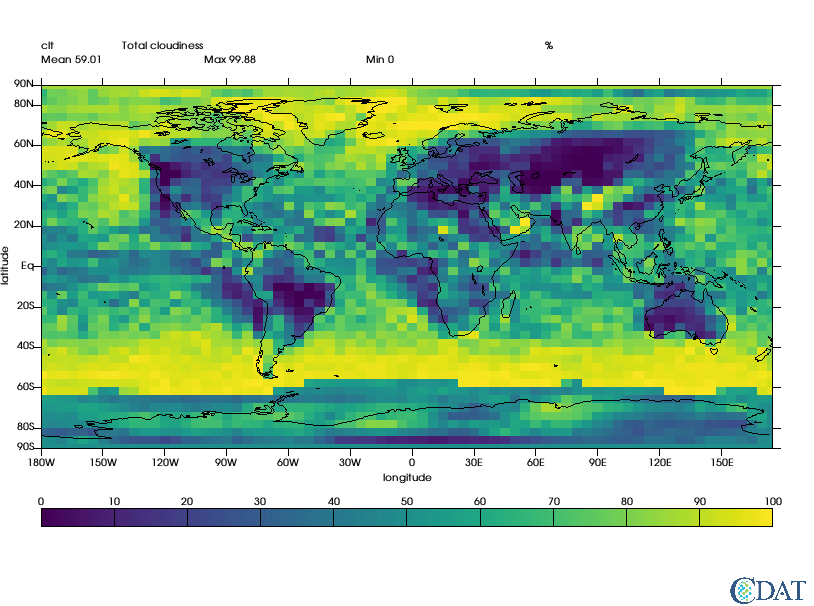 clt Total cloudiness %
Mean 59.01 Max 99.88 Min 0
90N
80N
60N
40N
20N
Eq
20S
40S
60S
80S
90S
latitude
180W 150W 120W 90W 60W 30W 0 30E 60E 90E 120E 150E
longitude
0 10 20 30 40 50 60 70 80 90 100
CDAT